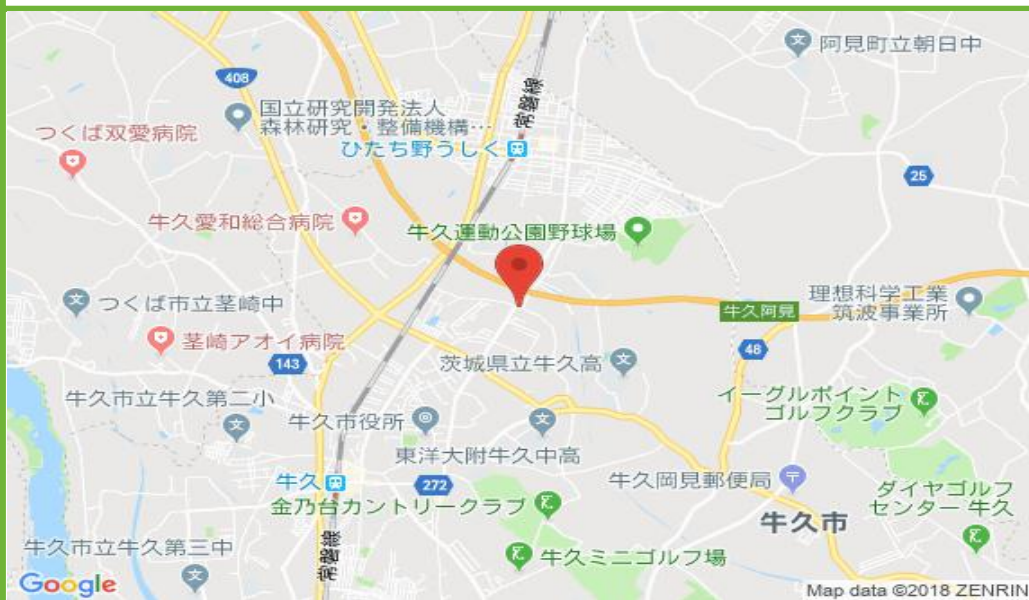 阿見町立朝日中
408
国立研究開発法人
森林研究・整備機構…
常磐線
つくば双愛病院
ひたち野うしく
25
牛久愛和総合病院
牛久運動公園野球場
つくば市立茎崎中
理想科学工業
筑波事業所
牛久阿見
茎崎アオイ病院
48
143
茨城県立牛久高
イーグルポイント
ゴルフクラブ
牛久市立牛久第二小
牛久市役所
東洋大附牛久中高
牛久
272
牛久岡見郵便局
ダイヤゴルフ
センター 牛久
金乃台カントリークラブ
牛久市
牛久市立牛久第三中
常磐線
牛久ミニゴルフ場
Google
Map data ©2018 ZENRIN